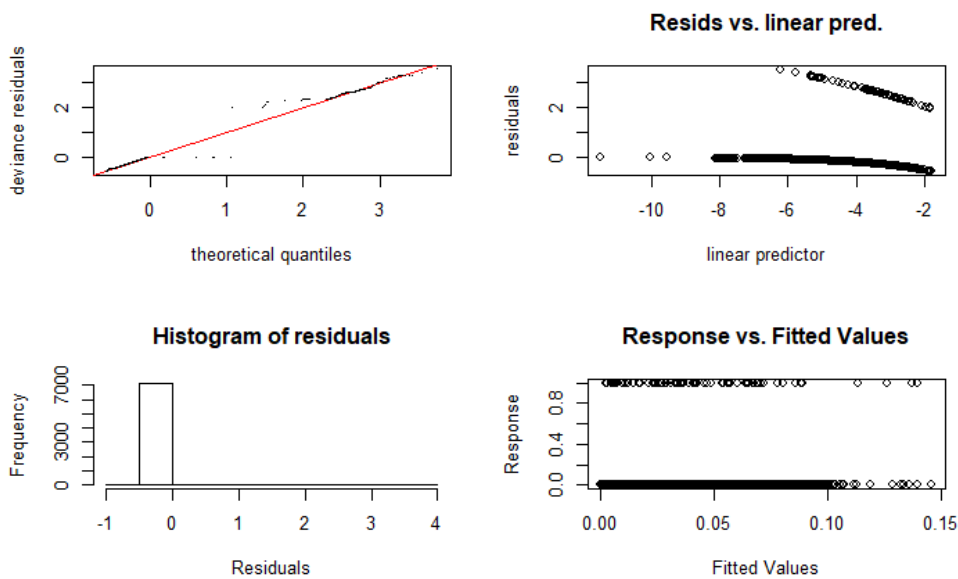 deviance residuals
2
0
0 1 2 3
theoretical quantiles
Resids vs. linear pred.
residuals
2
0
-10 -8 -6 -4 -2
linear predictor
Histogram of residuals
Frequency
7000
3000
0
-1 0 1 2 3 4
Residuals
Response vs. Fitted Values
Response
0.8
0.4
0.0
0.00 0.05 0.10 0.15
Fitted Values